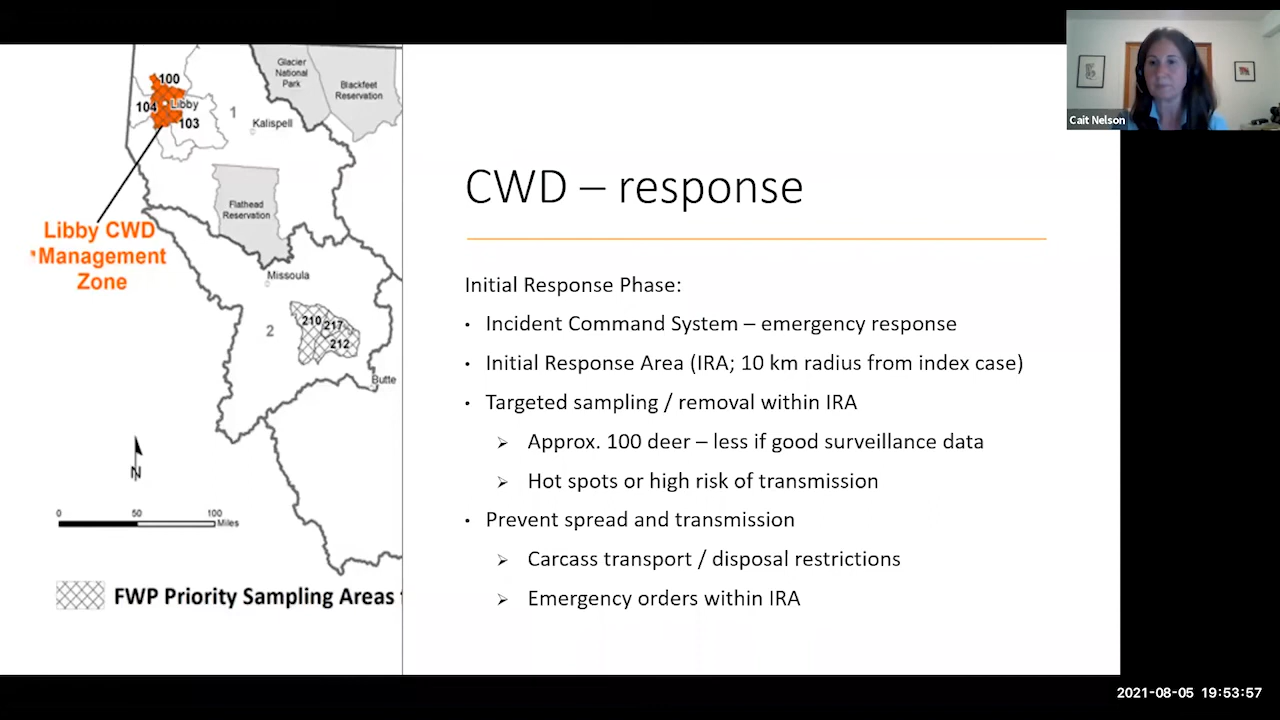 Glacier
National
Park
Blackfeet
Reservation
100
104
Libby
103
1
Kalispell
Flathead
Reservation
Libby CWD
Management
Zone
Missoula
2
210
217
212
Butte
N
0 50 100
Miles
FWP Priority Sampling Areas
CWD – response
Initial Response Phase:
• Incident Command System – emergency response
• Initial Response Area (IRA; 10 km radius from index case)
• Targeted sampling / removal within IRA
➢ Approx. 100 deer – less if good surveillance data
➢ Hot spots or high risk of transmission
• Prevent spread and transmission
➢ Carcass transport / disposal restrictions
➢ Emergency orders within IRA
Cait Nelson
2021-08-05 19:53:57